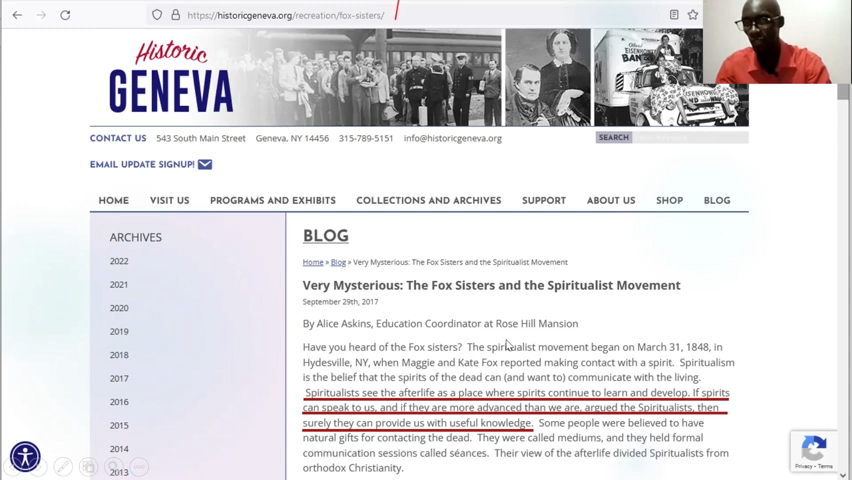 https://historicgeneva.org/recreation/fox-sisters/
Historic
GENEVA
CONTACT US 543 South Main Street Geneva, NY 14456 315-789-5151 info@historicgeneva.org
SEARCH
EMAIL UPDATE SIGNUP!
HOME VISIT US PROGRAMS AND EXHIBITS COLLECTIONS AND ARCHIVES SUPPORT ABOUT US SHOP BLOG
ARCHIVES
2022
2021
2020
2019
2018
2017
2016
2015
2014
2013
BLOG
Home » Blog » Very Mysterious: The Fox Sisters and the Spiritualist Movement
Very Mysterious: The Fox Sisters and the Spiritualist Movement
September 29th, 2017
By Alice Askins, Education Coordinator at Rose Hill Mansion
Have you heard of the Fox sisters? The spiritualist movement began on March 31, 1848, in
Hydesville, NY, when Maggie and Kate Fox reported making contact with a spirit. Spiritualism
is the belief that the spirits of the dead can (and want to) communicate with the living.
Spiritualists see the afterlife as a place where spirits continue to learn and develop. If spirits
can speak to us, and if they are more advanced than we are, argued the Spiritualists, then
surely they can provide us with useful knowledge. Some people were believed to have
natural gifts for contacting the dead. They were called mediums, and they held formal
communication sessions called séances. Their view of the afterlife divided Spiritualists from
orthodox Christianity.
Privacy - Terms